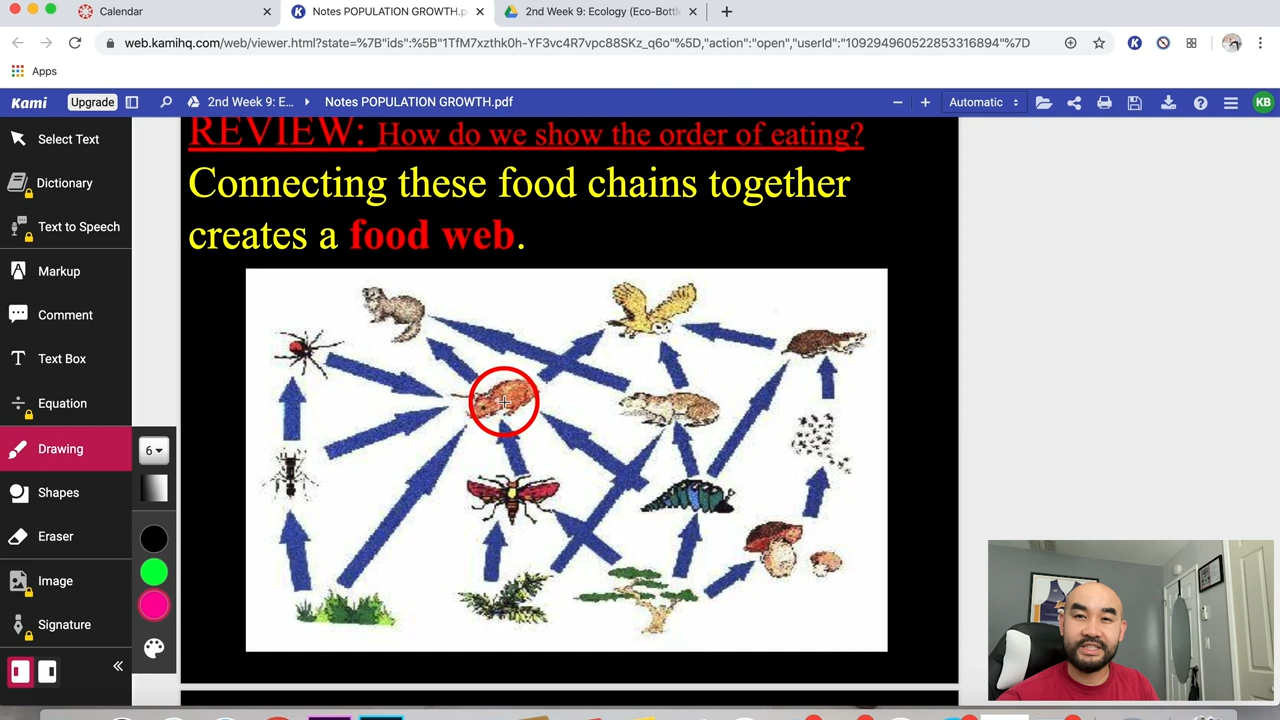 Calendar
Notes POPULATION GROWTH.p
2nd Week 9: Ecology (Eco-Bottl
web.kamihq.com/web/viewer.html?state=%7B"ids":%5B"1TfM7xzthk0h-YF3vc4R7vpc88SKz_q6o"%5D,"action":"open","userId":"109294960522853316894"%7D
Apps
Kami
Upgrade
2nd Week 9: E...
Notes POPULATION GROWTH.pdf
Automatic
KB
Select Text
Dictionary
Text to Speech
Markup
Comment
Text Box
Equation
Drawing
6
Shapes
Eraser
Image
Signature
REVIEW: How do we show the order of eating?
Connecting these food chains together
creates a food web.